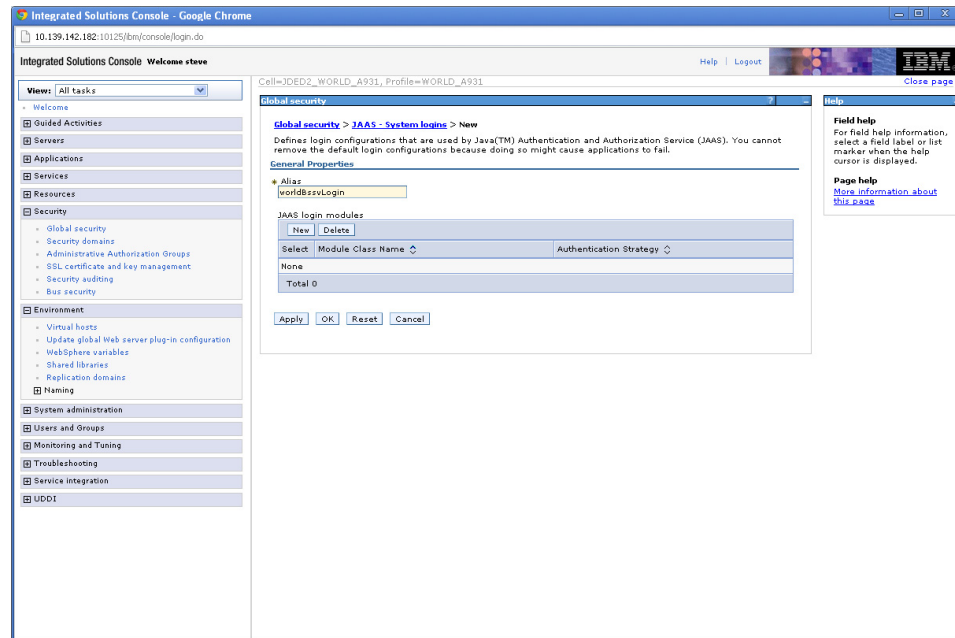 Integrated Solutions Console - Google Chrome
10.139.142.182:10125/ibm/console/login.do
Integrated Solutions Console Welcome steve
Help | Logout
IBM.
View: All tasks
Welcome
Guided Activities
Servers
Applications
Services
Resources
Security
Global security
Security domains
Administrative Authorization Groups
SSL certificate and key management
Security auditing
Bus security
Environment
Virtual hosts
Update global Web server plug-in configuration
WebSphere variables
Shared libraries
Replication domains
Naming
System administration
Users and Groups
Monitoring and Tuning
Troubleshooting
Service integration
UDDI
Cell=JDED2_WORLD_A931, Profile=WORLD_A931
Close page
Global security ? -
Global security > JAAS - System logins > New
Defines login configurations that are used by Java(TM) Authentication and Authorization Service (JAAS). You cannot
remove the default login configurations because doing so might cause applications to fail.
General Properties
* Alias
worldBssvLogin
JAAS login modules
New Delete
Select Module Class Name Authentication Strategy
None
Total 0
Apply OK Reset Cancel
Help
Field help
For field help information,
select a field label or list
marker when the help
cursor is displayed.
Page help
More information about
this page